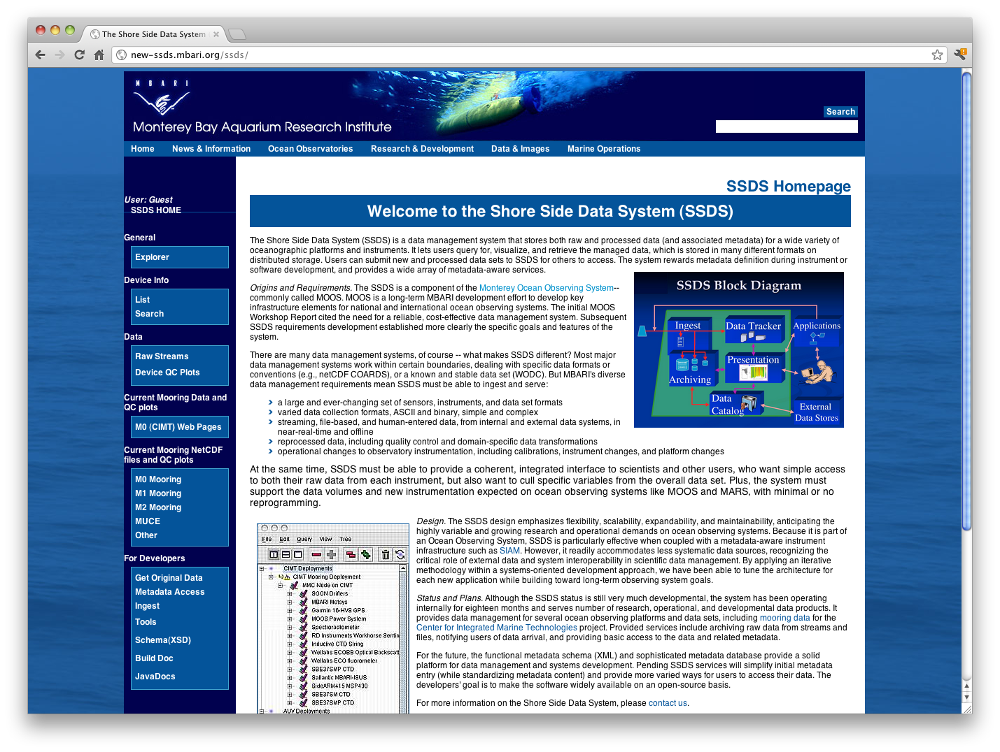 The Shore Side Data System
new-ssds.mbari.org/ssds/
MBARI
Monterey Bay Aquarium Research Institute
Search
Home News & Information Ocean Observatories Research & Development Data & Images Marine Operations
User: Guest
SSDS HOME
General
Explorer
Device Info
List
Search
Data
Raw Streams
Device QC Plots
Current Mooring Data and
QC plots
M0 (CIMT) Web Pages
Current Mooring NetCDF
files and QC plots
M0 Mooring
M1 Mooring
M2 Mooring
MUCE
Other
For Developers
Get Original Data
Metadata Access
Ingest
Tools
Schema(XSD)
Build Doc
JavaDocs
SSDS Homepage
Welcome to the Shore Side Data System (SSDS)
The Shore Side Data System (SSDS) is a data management system that stores both raw and processed data (and associated metadata) for a wide variety of
oceanographic platforms and instruments. It lets users query for, visualize, and retrieve the managed data, which is stored in many different formats on
distributed storage. Users can submit new and processed data sets to SSDS for others to access. The system rewards metadata definition during instrument or
software development, and provides a wide array of metadata-aware services.
Origins and Requirements. The SSDS is a component of the Monterey Ocean Observing System--
commonly called MOOS. MOOS is a long-term MBARI development effort to develop key
infrastructure elements for national and international ocean observing systems. The initial MOOS
Workshop Report cited the need for a reliable, cost-effective data management system. Subsequent
SSDS requirements development established more clearly the specific goals and features of the
system.
There are many data management systems, of course -- what makes SSDS different? Most major
data management systems work within certain boundaries, dealing with specific data formats or
conventions (e.g., netCDF COARDS), or a known and stable data set (WODC). But MBARI's diverse
data management requirements mean SSDS must be able to ingest and serve:
a large and ever-changing set of sensors, instruments, and data set formats
varied data collection formats, ASCII and binary, simple and complex
streaming, file-based, and human-entered data, from internal and external data systems, in
near-real-time and offline
reprocessed data, including quality control and domain-specific data transformations
operational changes to observatory instrumentation, including calibrations, instrument changes, and platform changes
SSDS Block Diagram
Ingest
Data Tracker
Applications
Presentation
Archiving
Data
Catalog
External
Data Stores
At the same time, SSDS must be able to provide a coherent, integrated interface to scientists and other users, who want simple access
to both their raw data from each instrument, but also want to cull specific variables from the overall data set. Plus, the system must
support the data volumes and new instrumentation expected on ocean observing systems like MOOS and MARS, with minimal or no
reprogramming.
File Edit Query View Tree
CIMT Deployments
CIMT Mooring Deployment
MMC Node on CIMT
SOON Drifters
MBARI Metsys
Garmin 16-HVS GPS
MOOS Power System
Spectroradiometer
RD Instruments Workhorse Sentin
Inductive CTD String
Wetlabs ECOBB Optical Backscatt
Wetlabs ECO fluorometer
SBE37SMP CTD
Satlantic MBARI-ISUS
SideARM415 MSP430
SBE37SM CTD
SBE37SMP CTD
AUV Deployments
Design. The SSDS design emphasizes flexibility, scalability, expandability, and maintainability, anticipating the
highly variable and growing research and operational demands on ocean observing systems. Because it is part of
an Ocean Observing System, SSDS is particularly effective when coupled with a metadata-aware instrument
infrastructure such as SIAM. However, it readily accommodates less systematic data sources, recognizing the
critical role of external data and system interoperability in scientific data management. By applying an iterative
methodology within a systems-oriented development approach, we have been able to tune the architecture for
each new application while building toward long-term observing system goals.
Status and Plans. Although the SSDS status is still very much developmental, the system has been operating
internally for eighteen months and serves number of research, operational, and developmental data products. It
provides data management for several ocean observing platforms and data sets, including mooring data for the
Center for Integrated Marine Technologies project. Provided services include archiving raw data from streams and
files, notifying users of data arrival, and providing basic access to the data and related metadata.
For the future, the functional metadata schema (XML) and sophisticated metadata database provide a solid
platform for data management and systems development. Pending SSDS services will simplify initial metadata
entry (while standardizing metadata content) and provide more varied ways for users to access their data. The
developers' goal is to make the software widely available on an open-source basis.
For more information on the Shore Side Data System, please contact us.